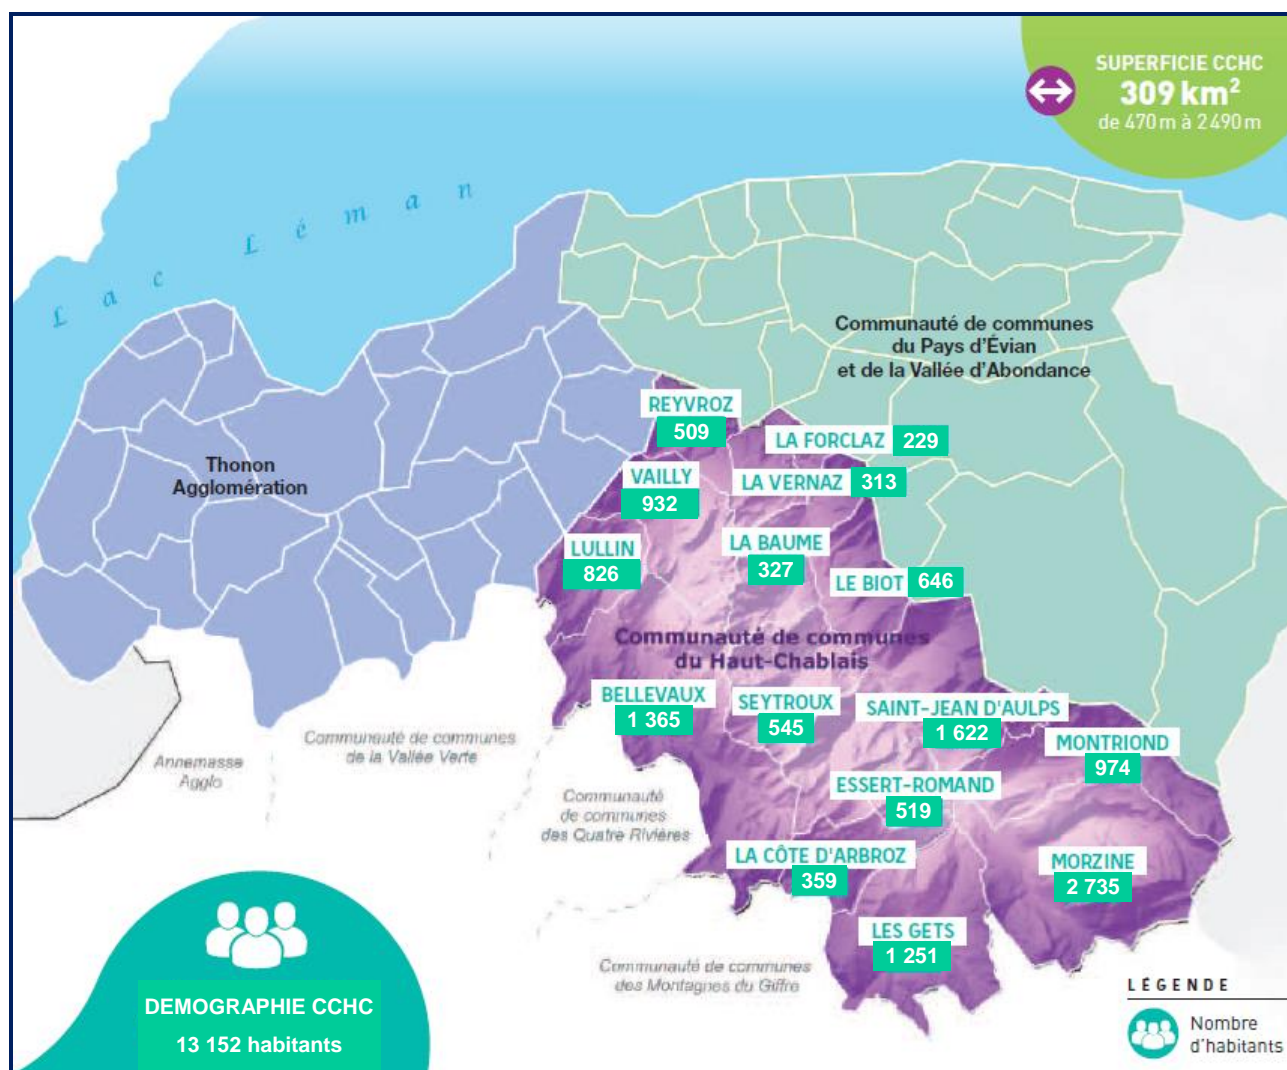 SUPERFICIE CCHC
309 km²
de 470 m à 2 490 m
Lac Léman
Communauté de communes
du Pays d'Évian
et de la Vallée d'Abondance
Thonon
Agglomération
REYVROZ
509
LA FORCLAZ 229
VAILLY
932
LA VERNAZ 313
LULLIN
826
LA BAUME
327
LE BIOT 646
Communauté de communes
du Haut-Chablais
BELLEVAUX
1 365
SEYTROUX
545
SAINT-JEAN D'AULPS
1 622
MONTRIOND
974
Communauté de communes
de la Vallée Verte
Annemasse
Agglo
Communauté
de communes
des Quatre Rivières
ESSERT-ROMAND
519
LA CÔTE D'ARBROZ
359
MORZINE
2 735
LES GETS
1 251
Communauté de communes
des Montagnes du Giffre
DEMOGRAPHIE CCHC
13 152 habitants
LÉGENDE
Nombre
d'habitants